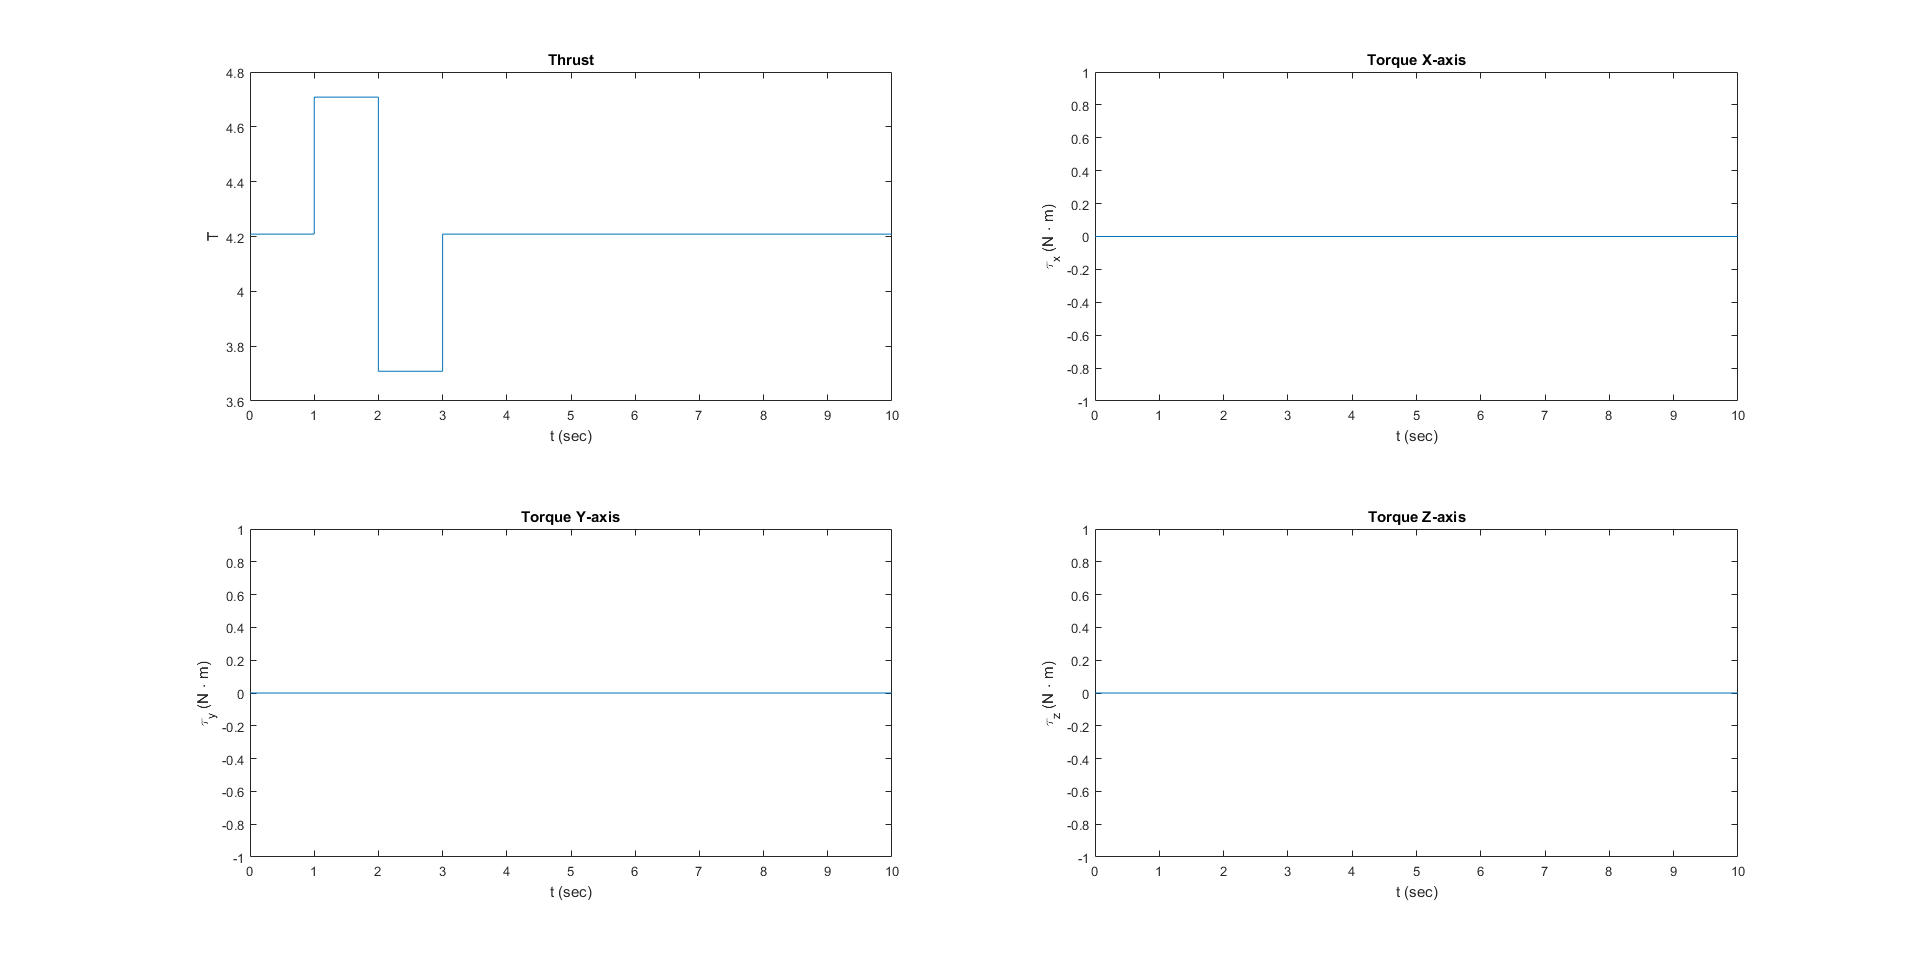 Thrust
4.8
4.6
4.4
4.2
4
3.8
3.6
T
0 1 2 3 4 5 6 7 8 9 10
t (sec)
Torque X-axis
1
0.8
0.6
0.4
0.2
0
-0.2
-0.4
-0.6
-0.8
-1
τx (N · m)
0 1 2 3 4 5 6 7 8 9 10
t (sec)
Torque Y-axis
1
0.8
0.6
0.4
0.2
0
-0.2
-0.4
-0.6
-0.8
-1
τy (N · m)
0 1 2 3 4 5 6 7 8 9 10
t (sec)
Torque Z-axis
1
0.8
0.6
0.4
0.2
0
-0.2
-0.4
-0.6
-0.8
-1
τz (N · m)
0 1 2 3 4 5 6 7 8 9 10
t (sec)